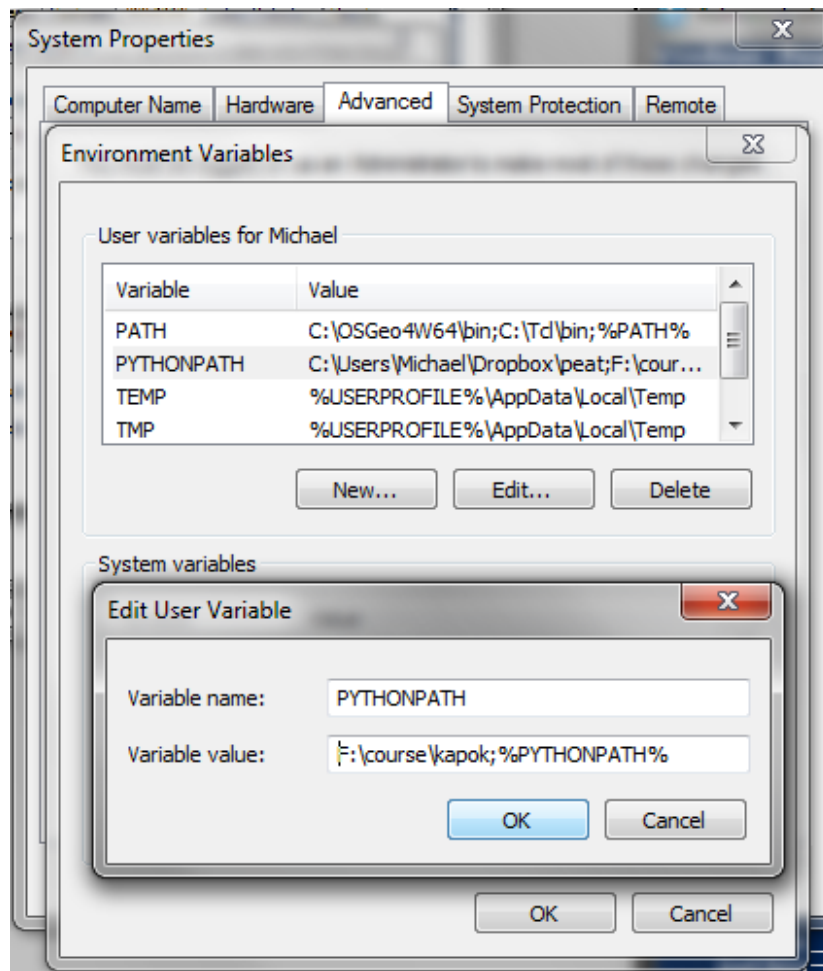 System Properties
Computer Name Hardware Advanced System Protection Remote
Environment Variables
User variables for Michael
Variable Value
PATH C:\OSGeo4W64\bin;C:\Tcl\bin;%PATH%
PYTHONPATH C:\Users\Michael\Dropbox\peat;F:\cour...
TEMP %USERPROFILE%\AppData\Local\Temp
TMP %USERPROFILE%\AppData\Local\Temp
New... Edit... Delete
System variables
Edit User Variable
Variable name: PYTHONPATH
Variable value: F:\course\kapok;%PYTHONPATH%
OK Cancel
OK Cancel